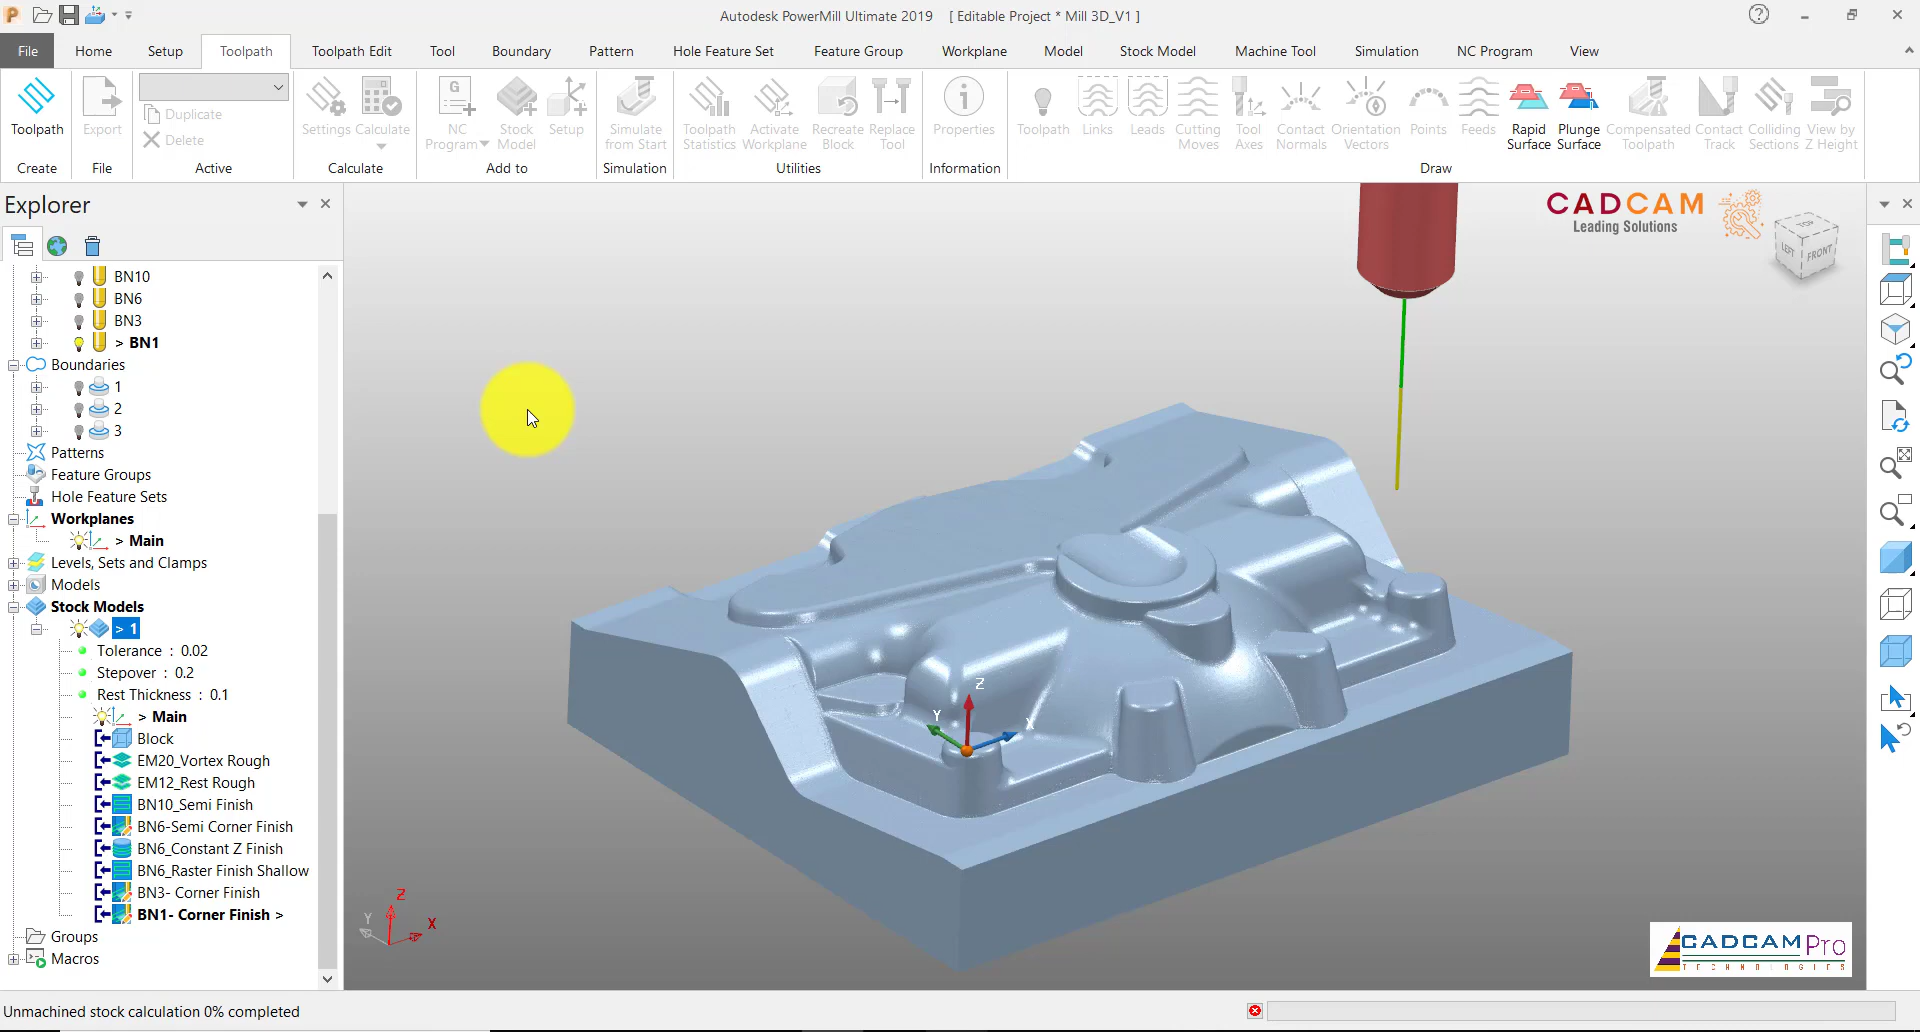 Autodesk PowerMill Ultimate 2019 [ Editable Project * Mill 3D_V1 ]
File Home Setup Toolpath Toolpath Edit Tool Boundary Pattern Hole Feature Set Feature Group Workplane Model Stock Model Machine Tool Simulation NC Program View
Toolpath
Create
Export
File
Duplicate
Delete
Active
Settings Calculate
Calculate
NC Program Stock Model Setup
Add to
Simulate from Start
Simulation
Toolpath Statistics Activate Workplane Recreate Block Replace Tool
Utilities
Properties
Information
Toolpath Links Leads Cutting Moves Tool Axes Contact Normals Orientation Vectors Points Feeds Rapid Surface Plunge Surface Compensated Toolpath Contact Track Colliding Sections View by Z Height
Draw
Explorer
BN10
BN6
BN3
> BN1
Boundaries
1
2
3
Patterns
Feature Groups
Hole Feature Sets
Workplanes
> Main
Levels, Sets and Clamps
Models
Stock Models
> 1
Tolerance : 0.02
Stepover : 0.2
Rest Thickness : 0.1
> Main
Block
EM20_Vortex Rough
EM12_Rest Rough
BN10_Semi Finish
BN6-Semi Corner Finish
BN6_Constant Z Finish
BN6_Raster Finish Shallow
BN3- Corner Finish
BN1- Corner Finish >
Groups
Macros
CADCAM
Leading Solutions
TOP
LEFT FRONT
Z
Y X
Z
Y X
CADCAM Pro
TECHNOLOGIES
Unmachined stock calculation 0% completed